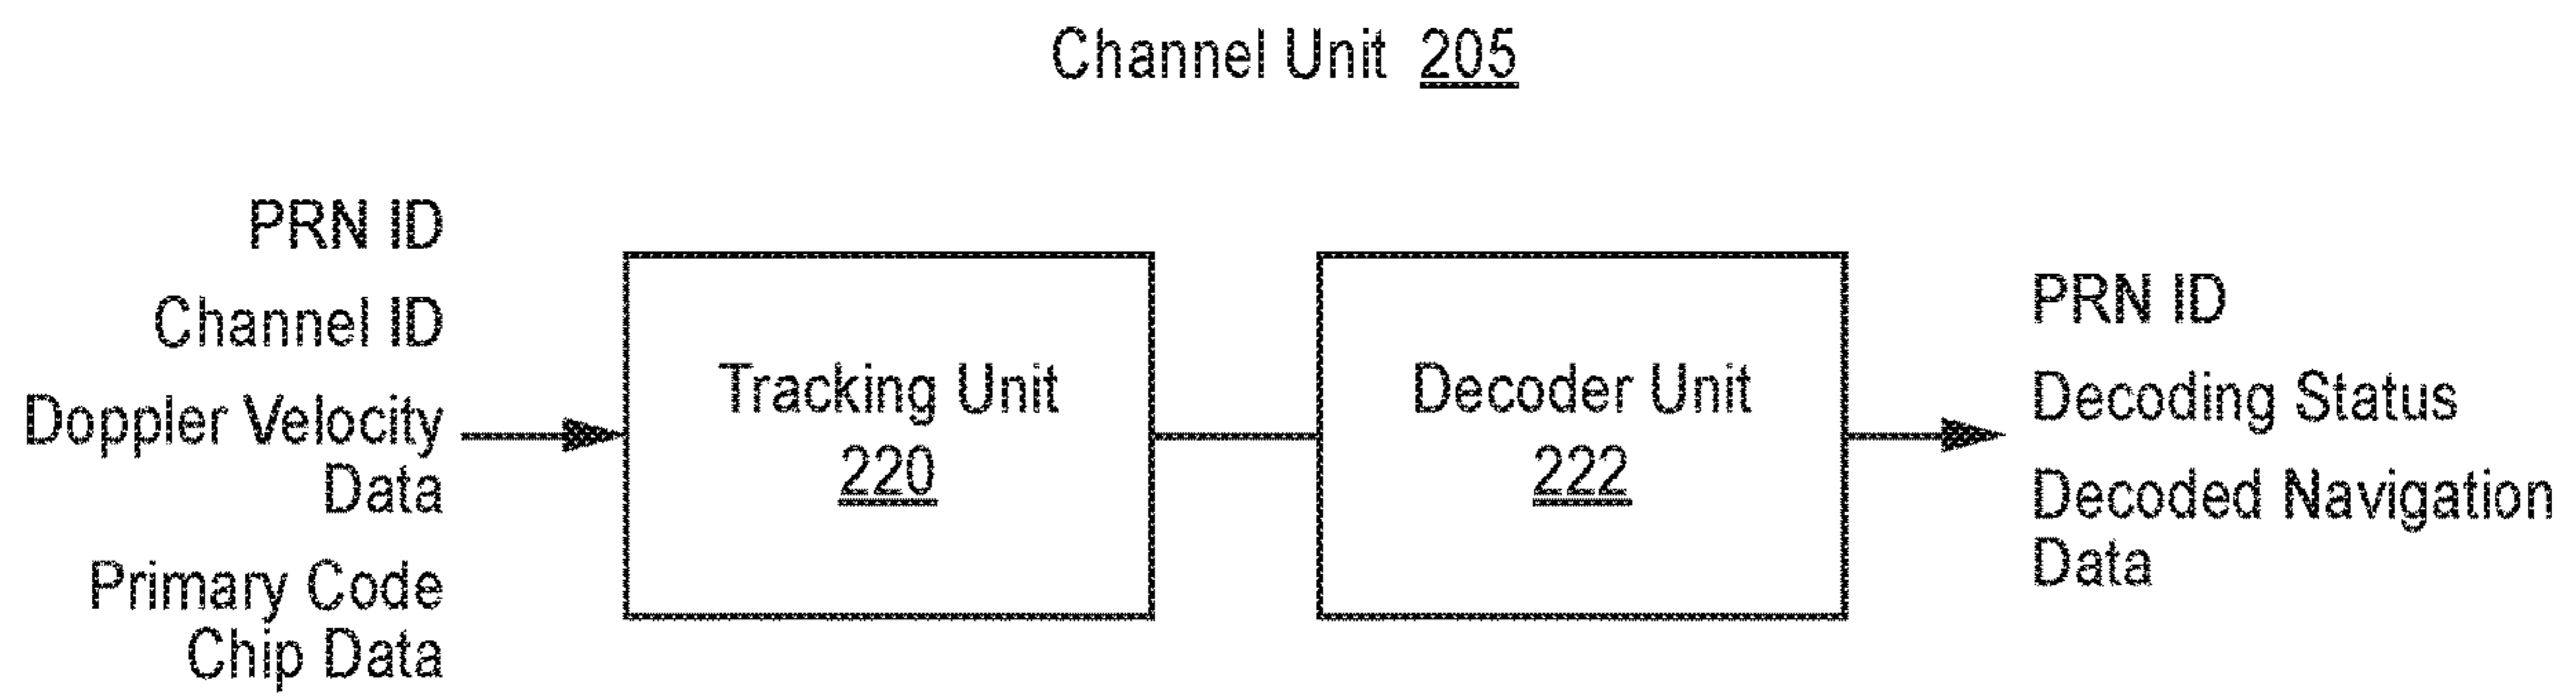 Channel Unit 205
PRN ID
Channel ID
Doppler Velocity
Data
Primary Code
Chip Data
Tracking Unit
220
Decoder Unit
222
PRN ID
Decoding Status
Decoded Navigation
Data